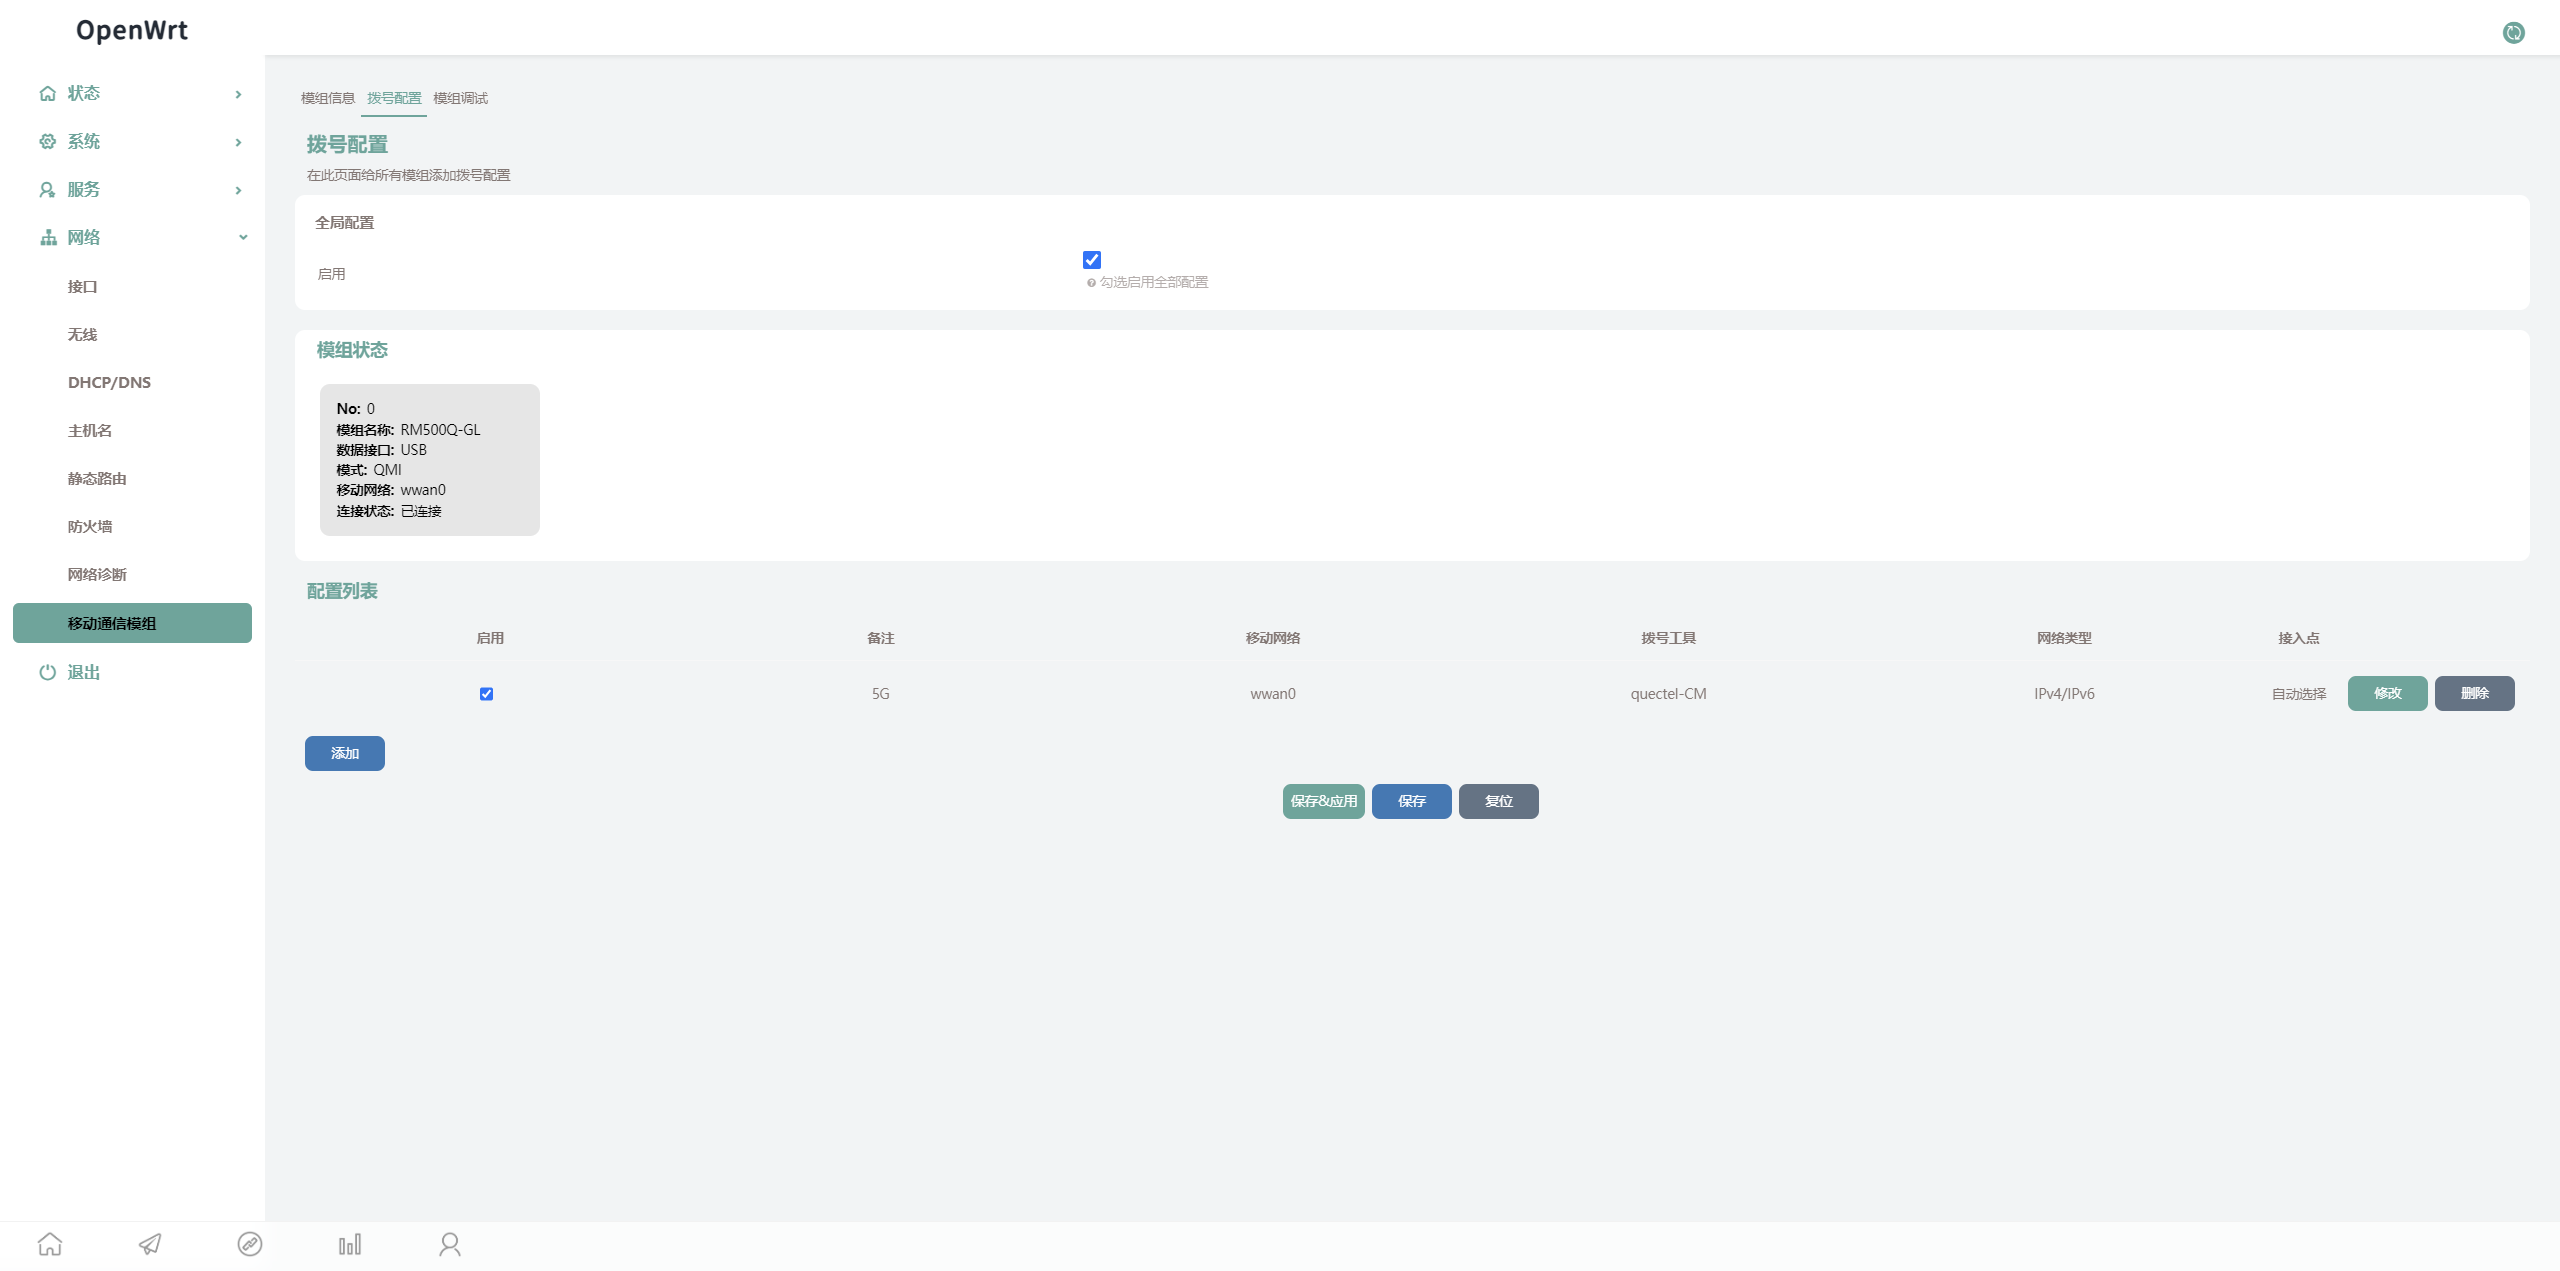 OpenWrt
状态
系统
服务
网络
接口
无线
DHCP/DNS
主机名
静态路由
防火墙
网络诊断
移动通信模组
退出
模组信息 拨号配置 模组调试
拨号配置
在此页面给所有模组添加拨号配置
全局配置
启用
勾选启用全部配置
模组状态
No: 0
模组名称: RM500Q-GL
数据接口: USB
模式: QMI
移动网络: wwan0
连接状态: 已连接
配置列表
启用 备注 移动网络 拨号工具 网络类型 接入点
5G wwan0 quectel-CM IPv4/IPv6 自动选择 修改 删除
添加
保存&应用 保存 复位